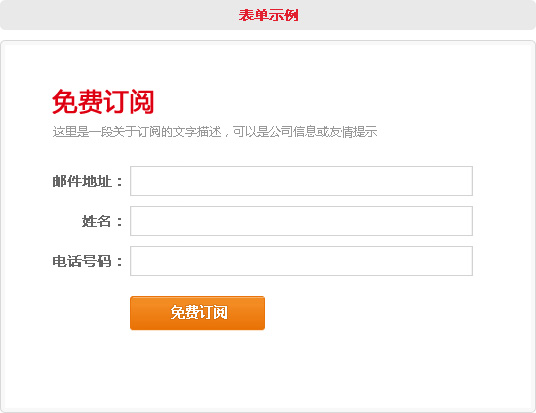 表单示例
免费订阅
这里是一段关于订阅的文字描述，可以是公司信息或友情提示
邮件地址：
姓名：
电话号码：
免费订阅